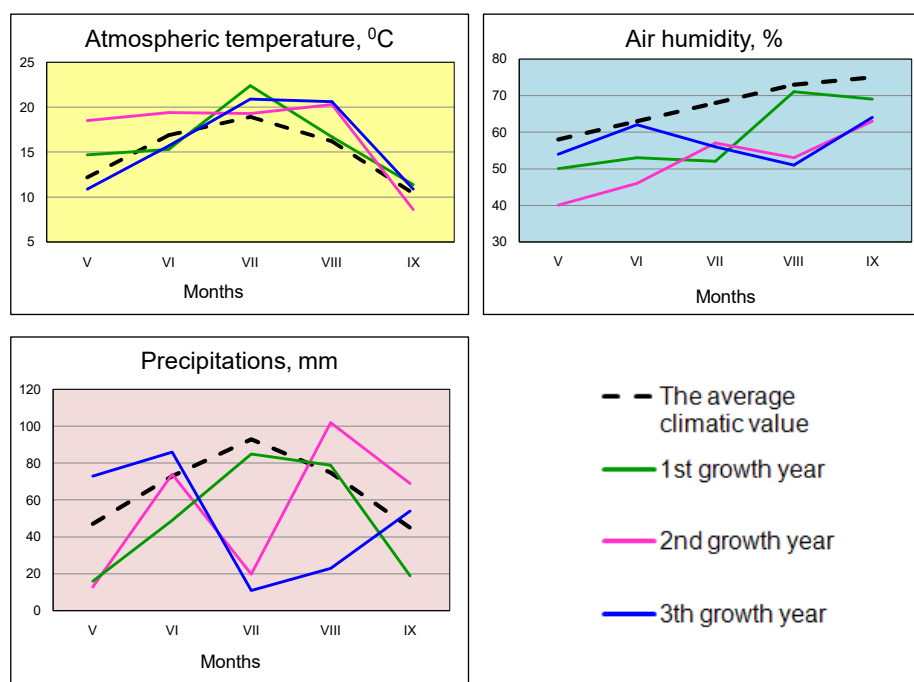 Atmospheric temperature, ⁰C
25
20
15
10
5
V VI VII VIII IX
Months
Air humidity, %
80
70
60
50
40
30
V VI VII VIII IX
Months
Precipitations, mm
120
100
80
60
40
20
0
V VI VII VIII IX
Months
The average
climatic value
1st growth year
2nd growth year
3th growth year